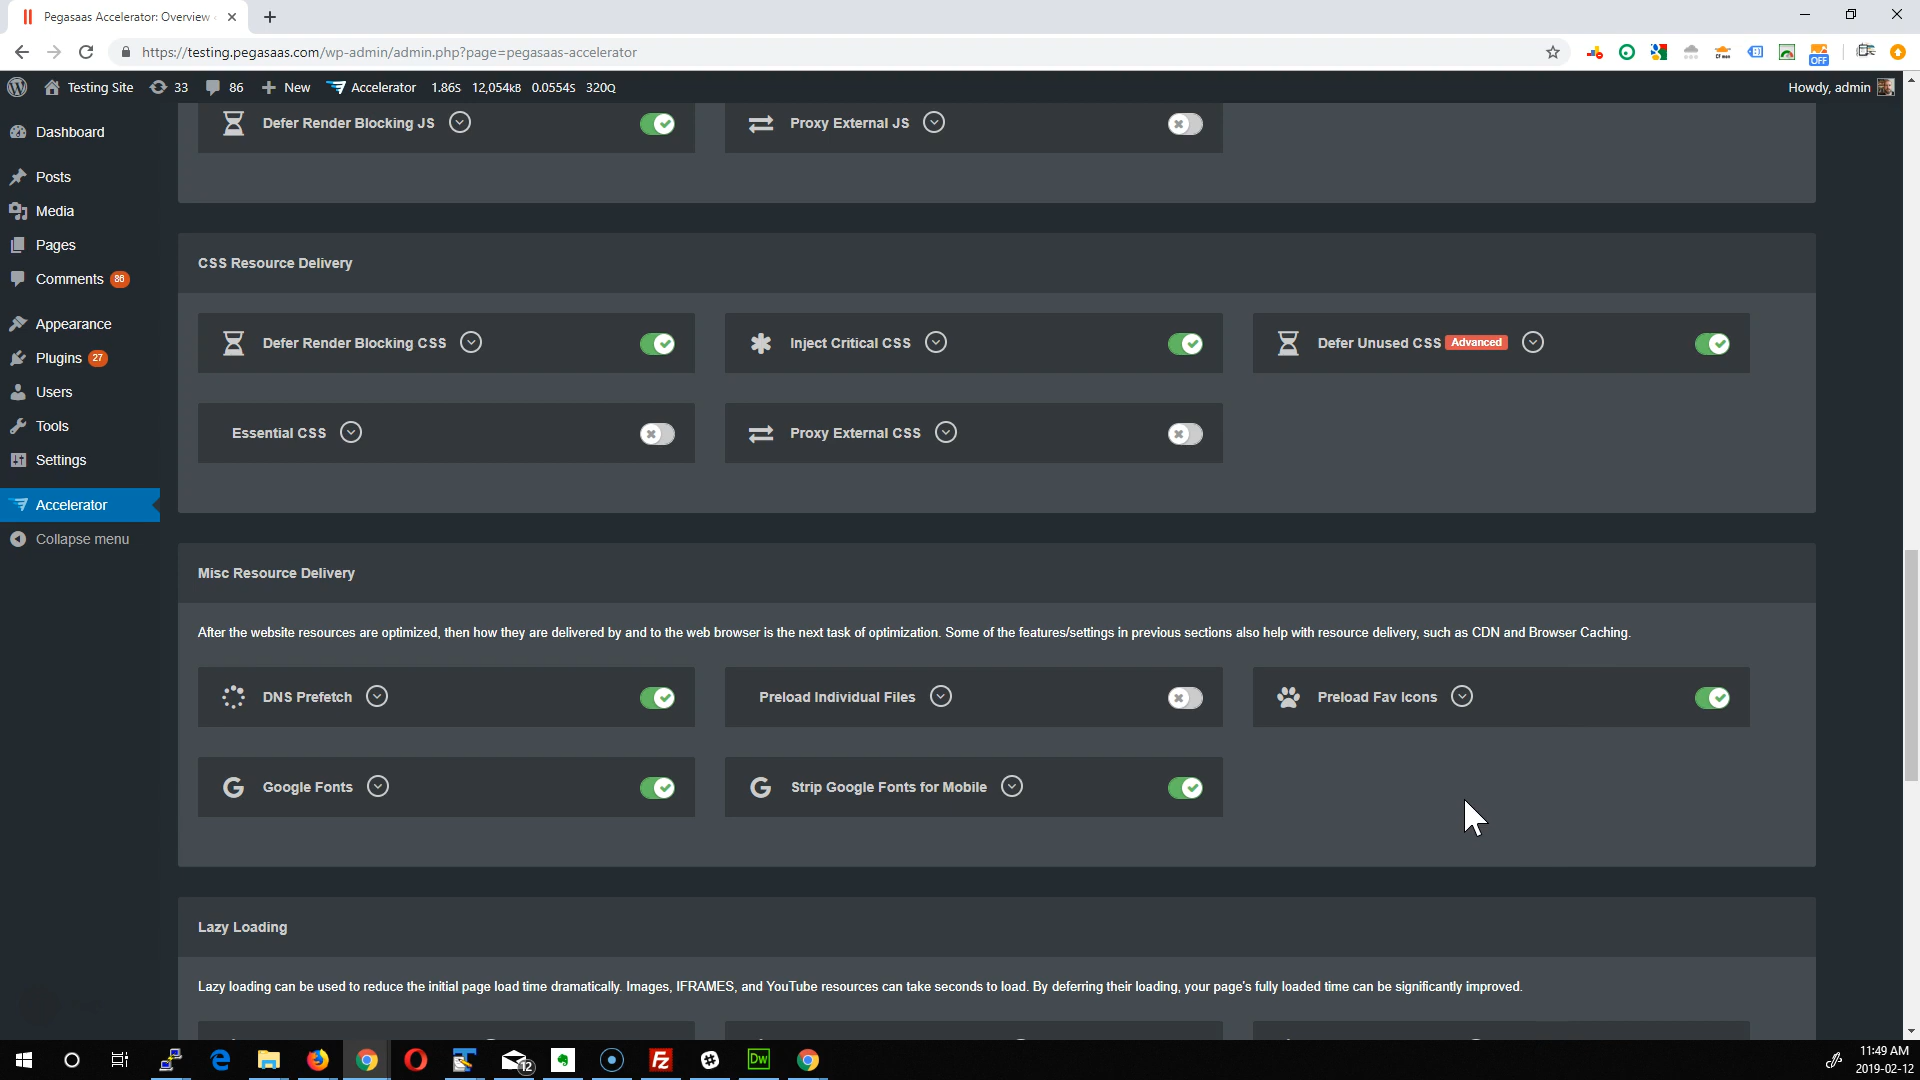 Pegasaas Accelerator: Overview
https://testing.pegasaas.com/wp-admin/admin.php?page=pegasaas-accelerator
OFF
Testing Site 33 86 New Accelerator 1.86s 12,054kB 0.0554s 320Q
Howdy, admin
Dashboard
Posts
Media
Pages
Comments 86
Appearance
Plugins 27
Users
Tools
Settings
Accelerator
Collapse menu
Defer Render Blocking JS
Proxy External JS
CSS Resource Delivery
Defer Render Blocking CSS
Inject Critical CSS
Defer Unused CSS Advanced
Essential CSS
Proxy External CSS
Misc Resource Delivery
After the website resources are optimized, then how they are delivered by and to the web browser is the next task of optimization. Some of the features/settings in previous sections also help with resource delivery, such as CDN and Browser Caching.
DNS Prefetch
Preload Individual Files
Preload Fav Icons
Google Fonts
Strip Google Fonts for Mobile
Lazy Loading
Lazy loading can be used to reduce the initial page load time dramatically. Images, IFRAMES, and YouTube resources can take seconds to load. By deferring their loading, your page's fully loaded time can be significantly improved.
12
Fz
Dw
11:49 AM
2019-02-12